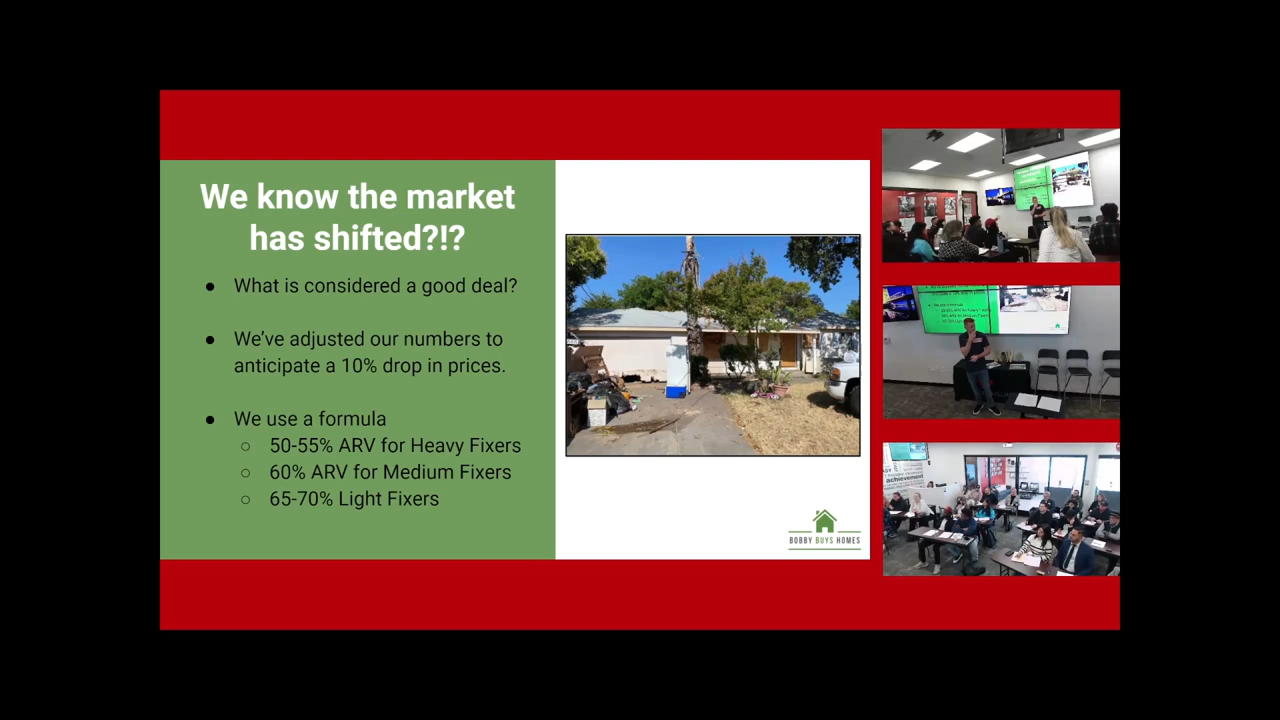 We know the market
has shifted?!?
● What is considered a good deal?
● We’ve adjusted our numbers to
anticipate a 10% drop in prices.
● We use a formula
○ 50-55% ARV for Heavy Fixers
○ 60% ARV for Medium Fixers
○ 65-70% Light Fixers
BOBBY BUYS HOMES
achievement